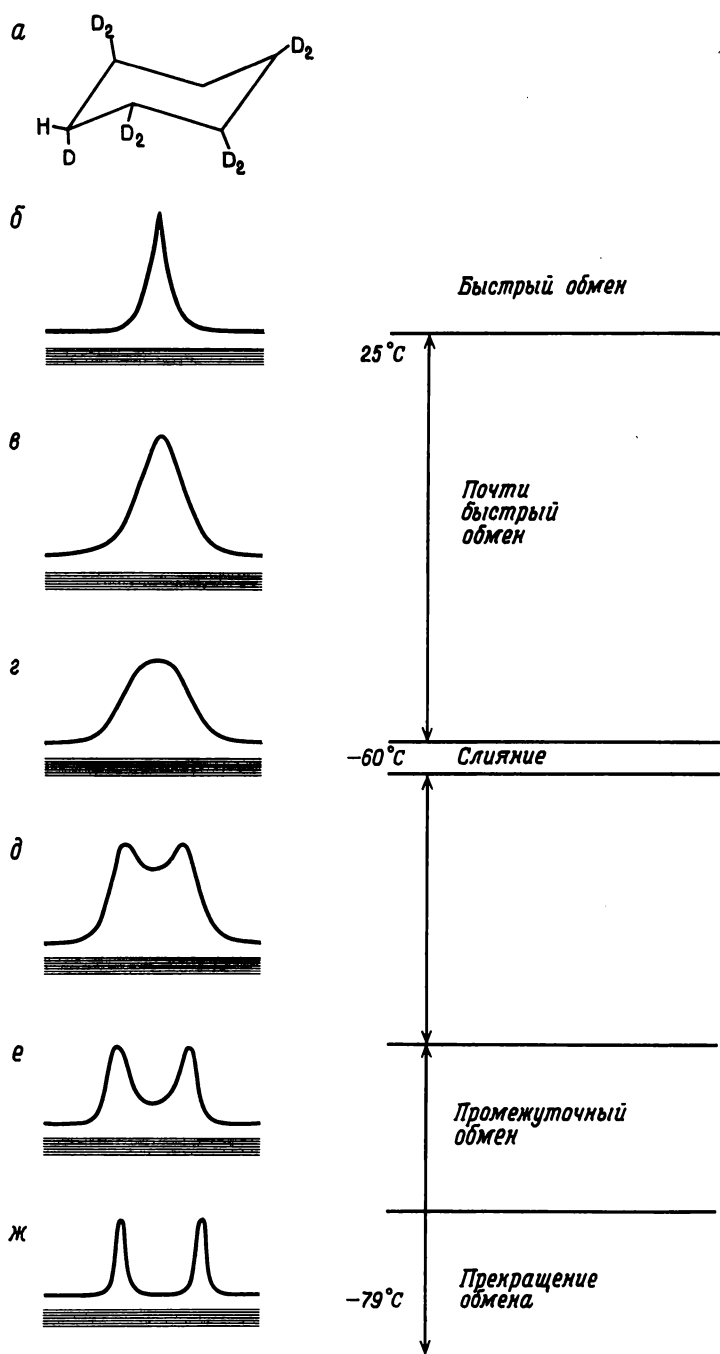 а
D₂
D₂
H
D
D₂
D₂
б
Быстрый обмен
25°C
в
Почти
быстрый
обмен
г
−60°C
Слияние
д
е
Промежуточный
обмен
ж
−79°C
Прекращение
обмена